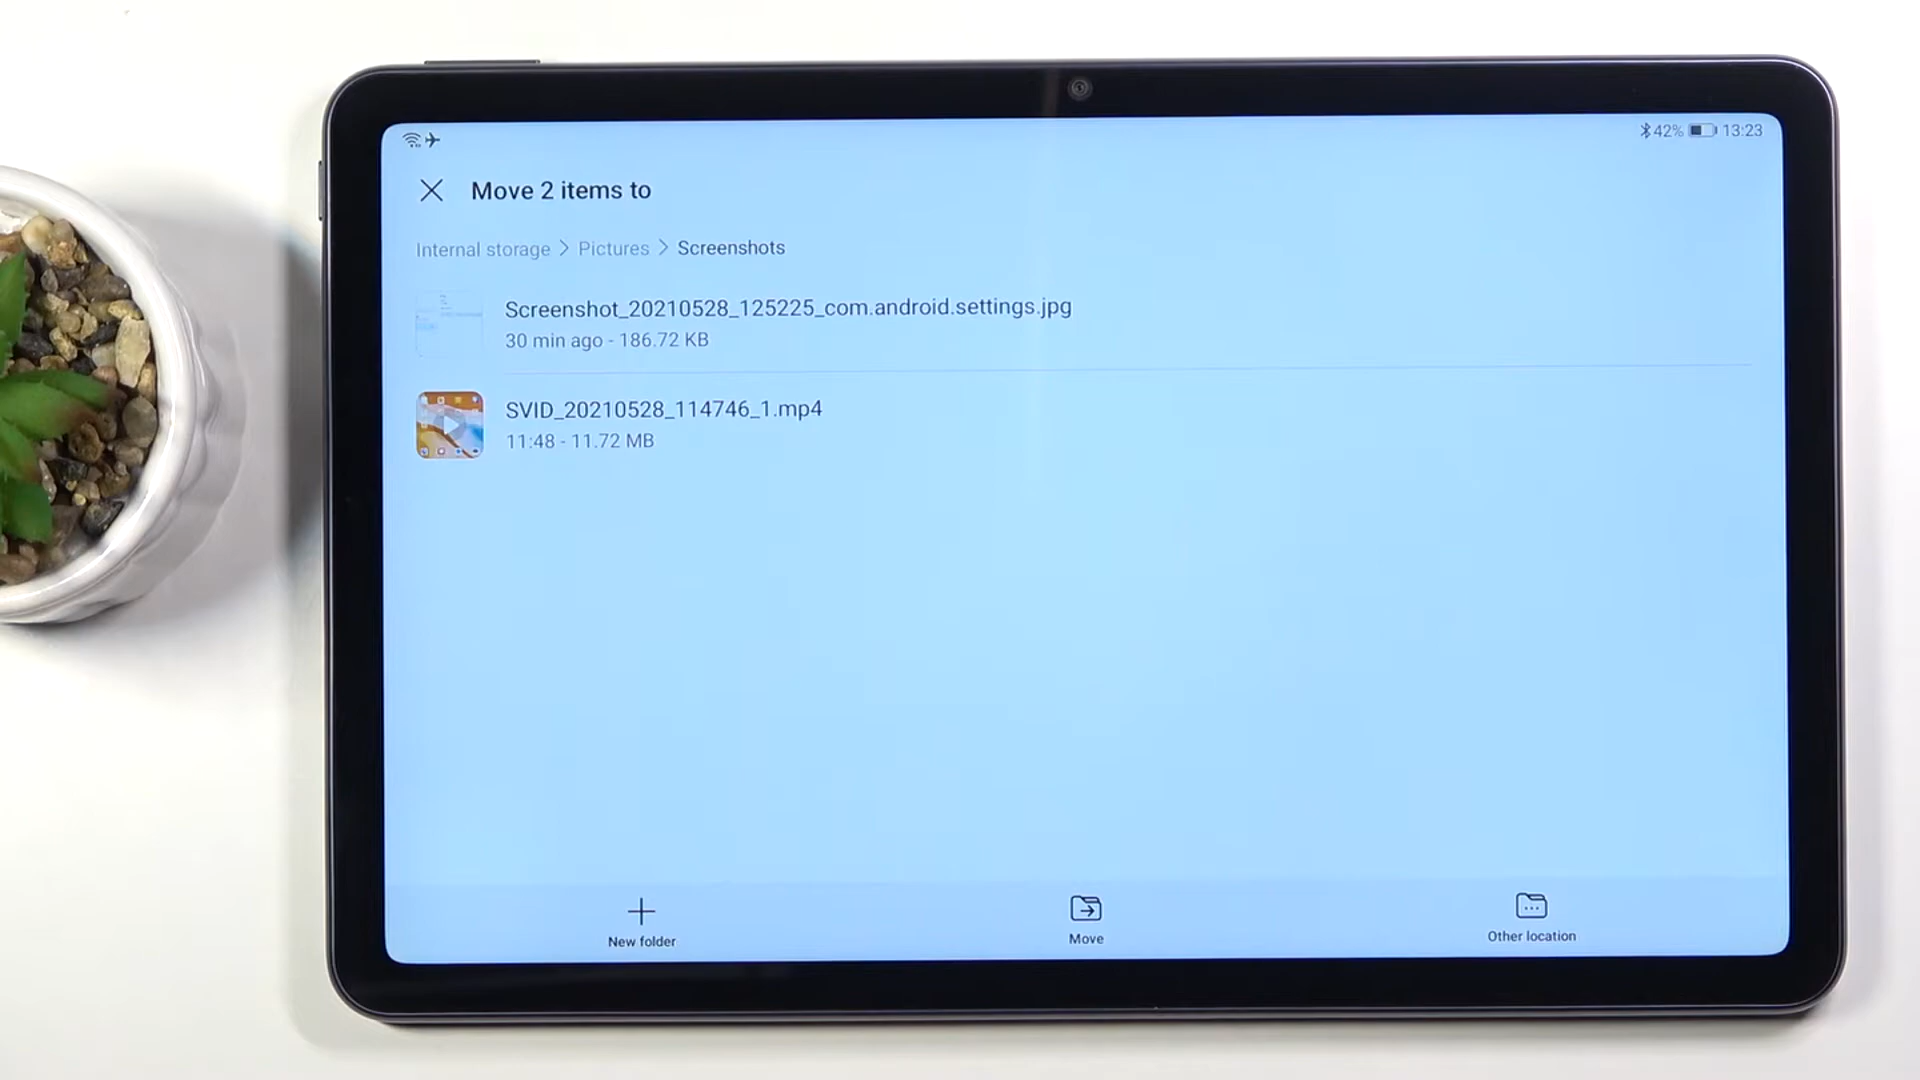 42% 13:23
Move 2 items to
Internal storage > Pictures > Screenshots
Screenshot_20210528_125225_com.android.settings.jpg
30 min ago - 186.72 KB
SVID_20210528_114746_1.mp4
11:48 - 11.72 MB
New folder
Move
Other location